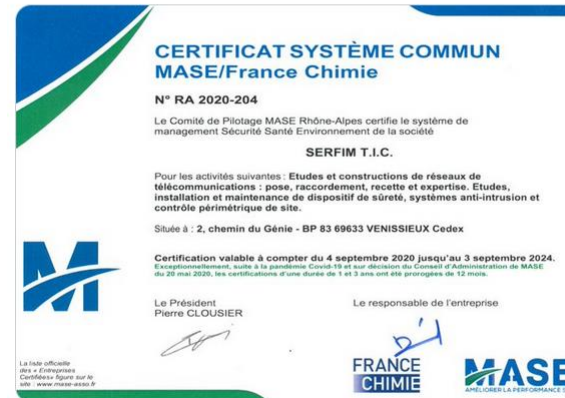 CERTIFICAT SYSTÈME COMMUN
MASE/France Chimie
N° RA 2020-204
Le Comité de Pilotage MASE Rhône-Alpes certifie le système de
management Sécurité Santé Environnement de la société
SERFIM T.I.C.
Pour les activités suivantes : Etudes et constructions de réseaux de
télécommunications : pose, raccordement, recette et expertise. Etudes,
installation et maintenance de dispositif de sûreté, systèmes anti-intrusion et
contrôle périmétrique de site.
Située à : 2, chemin du Génie - BP 83 69633 VENISSIEUX Cedex
Certification valable à compter du 4 septembre 2020 jusqu'au 3 septembre 2024.
Exceptionnellement, suite à la pandémie Covid-19 et sur décision du Conseil d'Administration de MASE
du 20 mai 2020, les certifications d'une durée de 1 et 3 ans ont été prorogées de 12 mois.
Le Président
Pierre CLOUSIER
Le responsable de l'entreprise
La liste officielle
des « Entreprises
Certifiées» figure sur le
site : www.mase-asso.fr
M
FRANCE
CHIMIE
MASE
AMÉLIORER LA PERFORMANCE